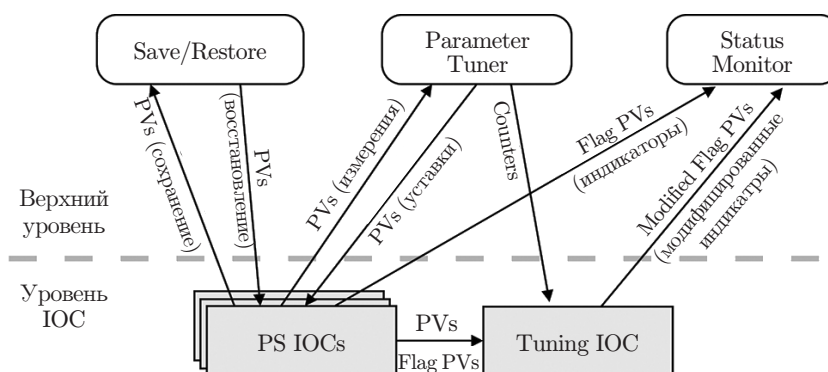 Save/Restore
Parameter
Tuner
Status
Monitor
PVs (сохранение)
PVs
(восстановление)
PVs (измерения)
PVs (уставки)
Counters
Flag PVs
(индикаторы)
Modified Flag PVs
(модифицированные
индикатры)
Верхний
уровень
Уровень
IOC
PS IOCs
PVs
Flag PVs
Tuning IOC